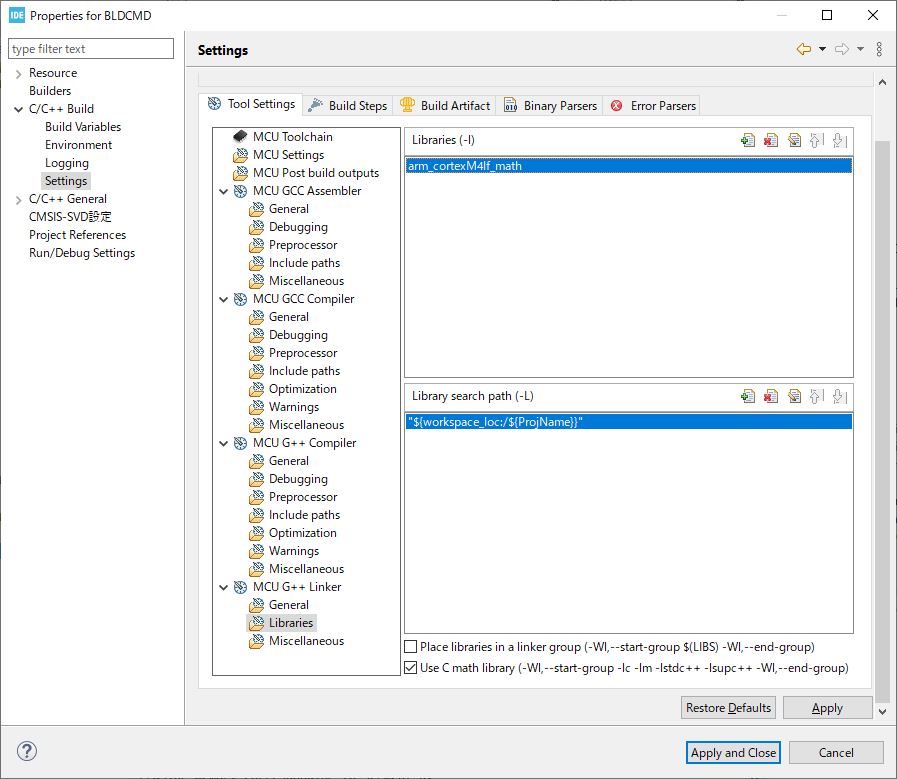 IDE Properties for BLDCMD
type filter text
Resource
Builders
C/C++ Build
Build Variables
Environment
Logging
Settings
C/C++ General
CMSIS-SVD設定
Project References
Run/Debug Settings
Settings
Tool Settings
Build Steps
Build Artifact
Binary Parsers
Error Parsers
MCU Toolchain
MCU Settings
MCU Post build outputs
MCU GCC Assembler
General
Debugging
Preprocessor
Include paths
Miscellaneous
MCU GCC Compiler
General
Debugging
Preprocessor
Include paths
Optimization
Warnings
Miscellaneous
MCU G++ Compiler
General
Debugging
Preprocessor
Include paths
Optimization
Warnings
Miscellaneous
MCU G++ Linker
General
Libraries
Miscellaneous
Libraries (-l)
arm_cortexM4lf_math
Library search path (-L)
"${workspace_loc:/${ProjName}}"
Place libraries in a linker group (-Wl,--start-group $(LIBS) -Wl,--end-group)
Use C math library (-Wl,--start-group -lc -lm -lstdc++ -lsupc++ -Wl,--end-group)
Restore Defaults
Apply
?
Apply and Close
Cancel